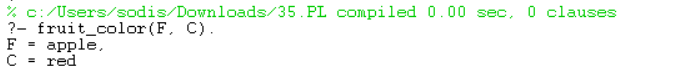 % c:/Users/sodis/Downloads/35.PL compiled 0.00 sec, 0 clauses
?- fruit_color(F, C).
F = apple,
C = red